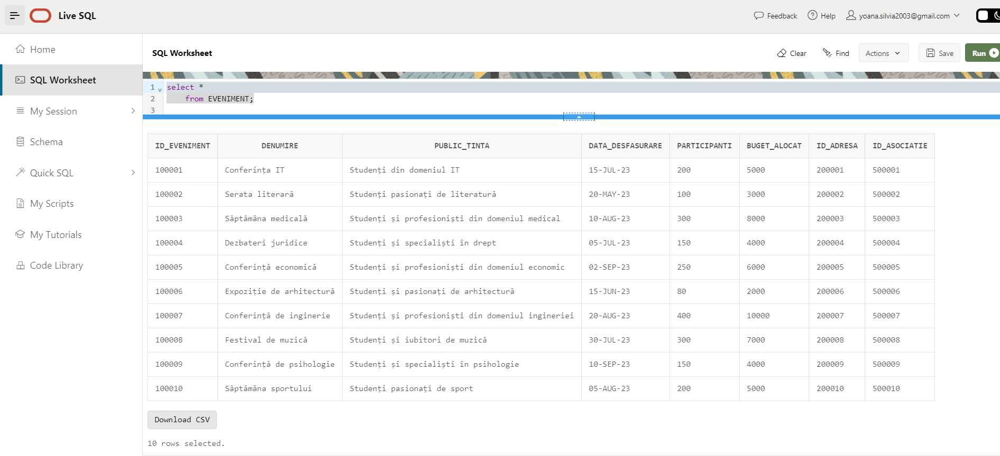 Live SQL
Feedback Help yoana.silvia2003@gmail.com
Home
SQL Worksheet
My Session
Schema
Quick SQL
My Scripts
My Tutorials
Code Library
SQL Worksheet
Clear Find Actions Save Run
1 select *
2 from EVENIMENT;
3
ID_EVENIMENT DENUMIRE PUBLIC_TINTA DATA_DESFASURARE PARTICIPANTI BUGET_ALOCAT ID_ADRESA ID_ASOCIATIE
100001 Conferința IT Studenți din domeniul IT 15-JUL-23 200 5000 200001 500001
100002 Serata literară Studenți pasionați de literatură 20-MAY-23 100 3000 200002 500002
100003 Săptămâna medicală Studenți și profesioniști din domeniul medical 10-AUG-23 300 8000 200003 500003
100004 Dezbateri juridice Studenți și specialiști în drept 05-JUL-23 150 4000 200004 500004
100005 Conferință economică Studenți și profesioniști din domeniul economic 02-SEP-23 250 6000 200005 500005
100006 Expoziție de arhitectură Studenți și pasionați de arhitectură 15-JUN-23 80 2000 200006 500006
100007 Conferință de inginerie Studenți și profesioniști din domeniul ingineriei 20-AUG-23 400 10000 200007 500007
100008 Festival de muzică Studenți și iubitori de muzică 30-JUL-23 300 7000 200008 500008
100009 Conferință de psihologie Studenți și specialiști în psihologie 10-SEP-23 150 4000 200009 500009
100010 Săptămâna sportului Studenți pasionați de sport 05-AUG-23 200 5000 200010 500010
Download CSV
10 rows selected.